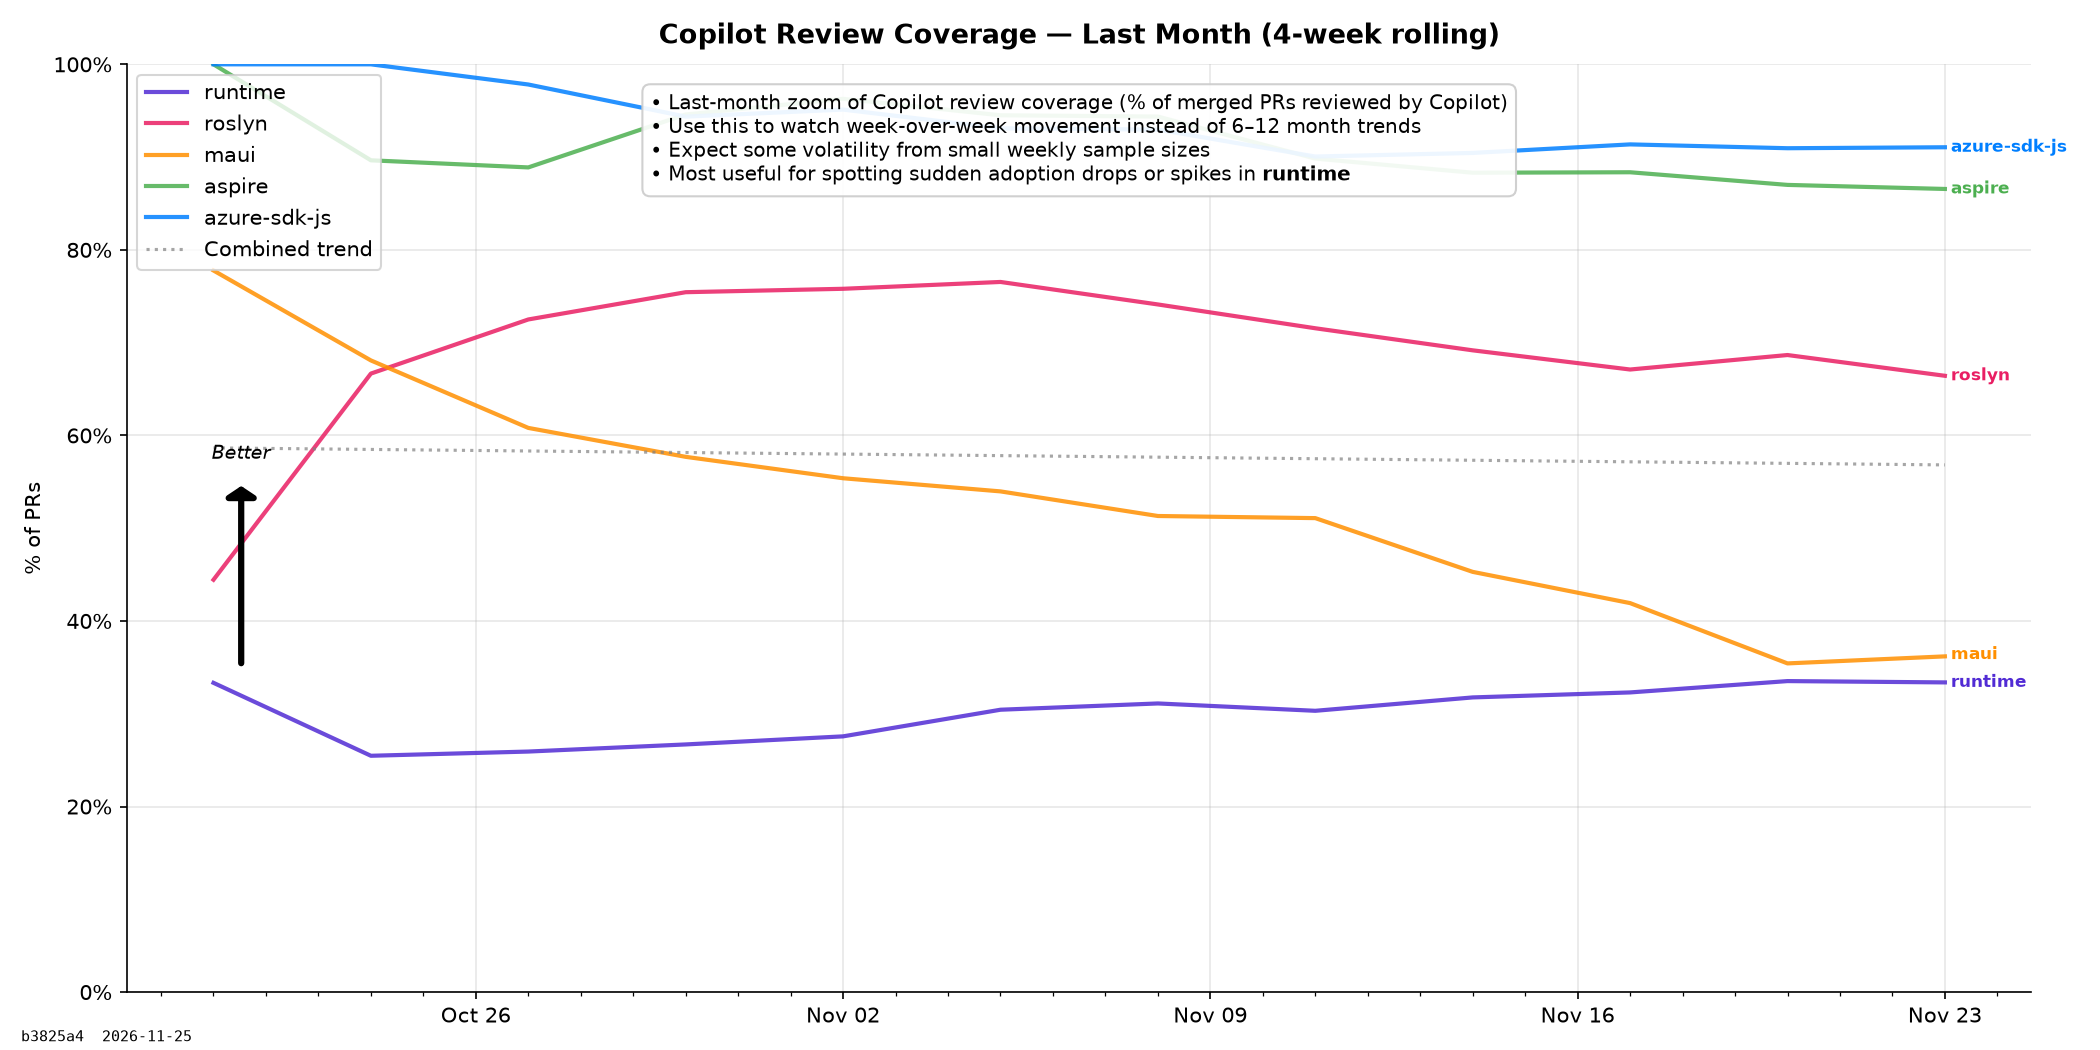 Copilot Review Coverage — Last Month (4-week rolling)
100%
80%
60%
40%
20%
0%
% of PRs
runtime
roslyn
maui
aspire
azure-sdk-js
Combined trend
• Last-month zoom of Copilot review coverage (% of merged PRs reviewed by Copilot)
• Use this to watch week-over-week movement instead of 6–12 month trends
• Expect some volatility from small weekly sample sizes
• Most useful for spotting sudden adoption drops or spikes in runtime
Better
azure-sdk-js
aspire
roslyn
maui
runtime
Oct 26
Nov 02
Nov 09
Nov 16
Nov 23
b3825a4  2026-11-25